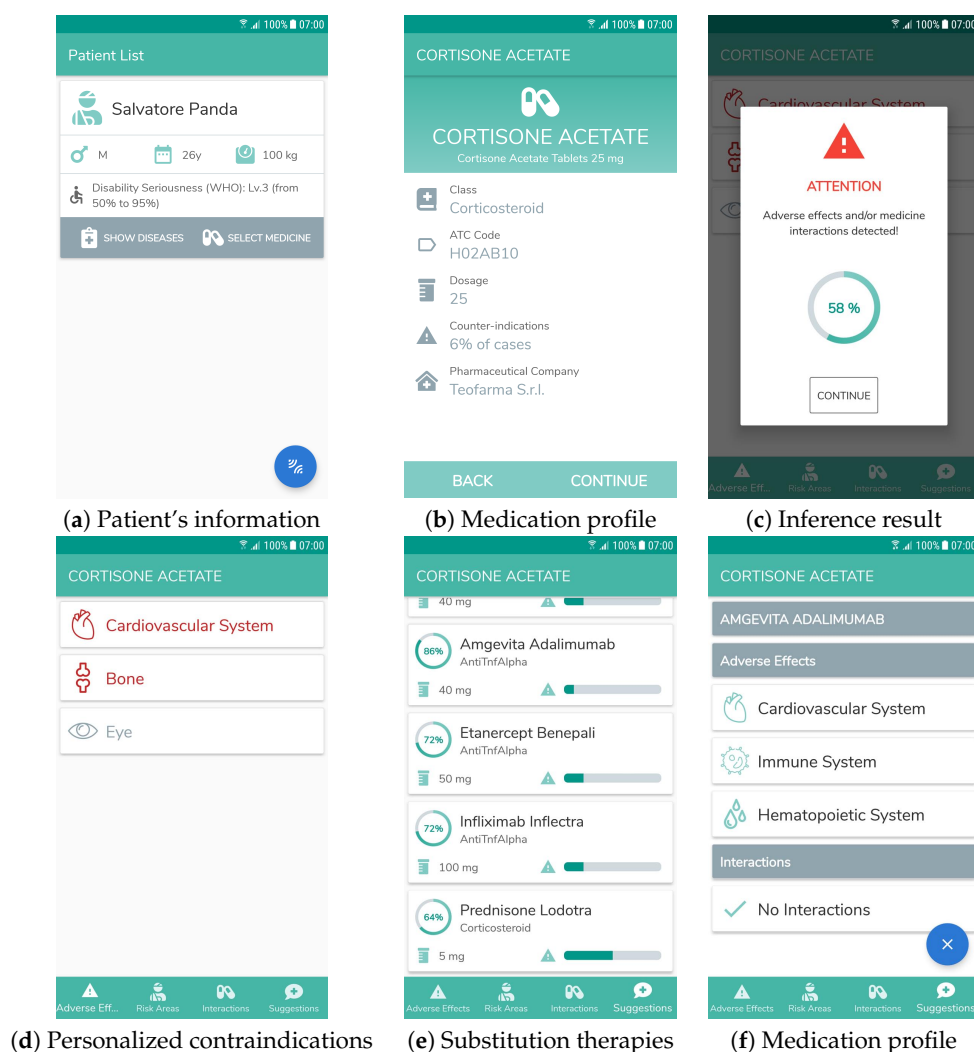 100% 07:00
Patient List
Salvatore Panda
M 26y 100 kg
Disability Seriousness (WHO): Lv.3 (from
50% to 95%)
SHOW DISEASES SELECT MEDICINE
(a) Patient's information
100% 07:00
CORTISONE ACETATE
CORTISONE ACETATE
Cortisone Acetate Tablets 25 mg
Class
Corticosteroid
ATC Code
H02AB10
Dosage
25
Counter-indications
6% of cases
Pharmaceutical Company
Teofarma S.r.l.
BACK CONTINUE
(b) Medication profile
100% 07:00
CORTISONE ACETATE
Cardiovascular System
ATTENTION
Adverse effects and/or medicine
interactions detected!
58 %
CONTINUE
Adverse Eff... Risk Areas Interactions Suggestions
(c) Inference result
100% 07:00
CORTISONE ACETATE
Cardiovascular System
Bone
Eye
Adverse Eff... Risk Areas Interactions Suggestions
(d) Personalized contraindications
100% 07:00
CORTISONE ACETATE
40 mg
86% Amgevita Adalimumab
AntiTnfAlpha
40 mg
72% Etanercept Benepali
AntiTnfAlpha
50 mg
72% Infliximab Inflectra
AntiTnfAlpha
100 mg
64% Prednisone Lodotra
Corticosteroid
5 mg
Adverse Effects Risk Areas Interactions Suggestions
(e) Substitution therapies
100% 07:00
CORTISONE ACETATE
AMGEVITA ADALIMUMAB
Adverse Effects
Cardiovascular System
Immune System
Hematopoietic System
Interactions
No Interactions
Adverse Effects Risk Areas Interactions Suggestions
(f) Medication profile